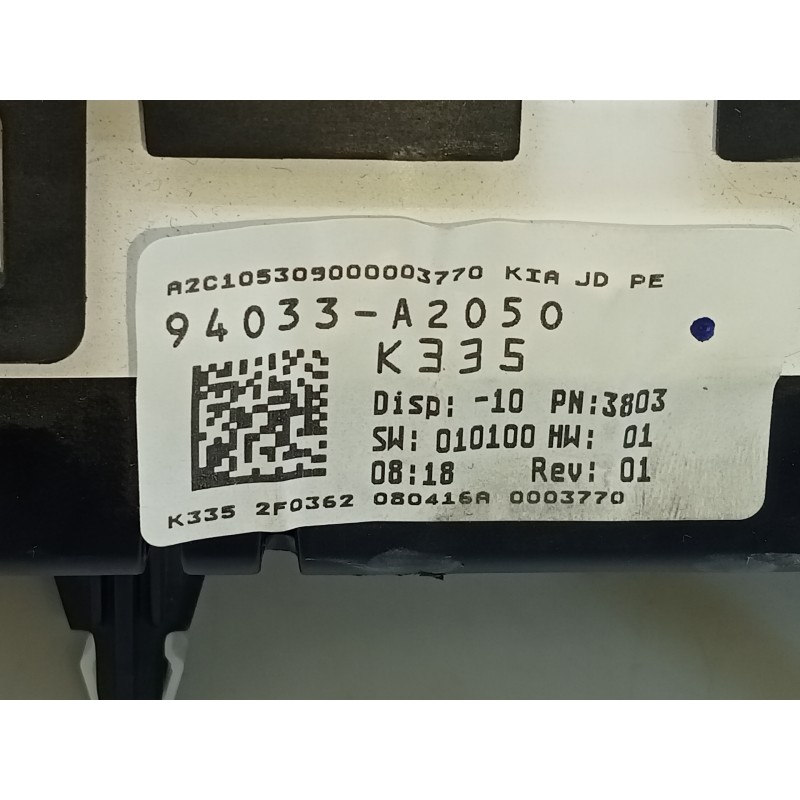 A2C10530900003770 KIA JD PE
94033-A2050
K335
Disp: -10 PN:3803
SW: 010100 HW: 01
08:18 Rev: 01
K335 2F0362 080416A 0003770